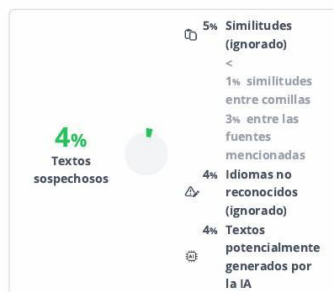 5% Similitudes
(ignorado)
<
1% similitudes
entre comillas
3% entre las
fuentes
mencionadas
4%
Textos
sospechosos
4% Idiomas no
reconocidos
(ignorado)
4% Textos
potencialmente
generados por
la IA